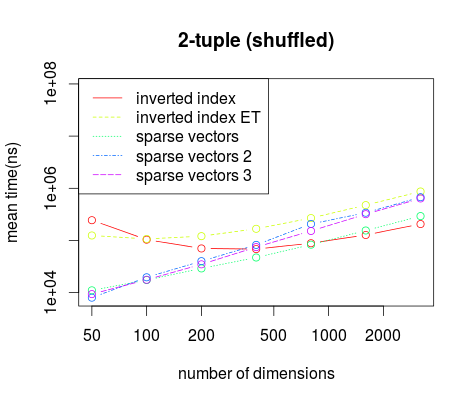 2-tuple (shuffled)
mean time(ns)
1e+08
1e+06
1e+04
inverted index
inverted index ET
sparse vectors
sparse vectors 2
sparse vectors 3
50 100 200 500 1000 2000
number of dimensions